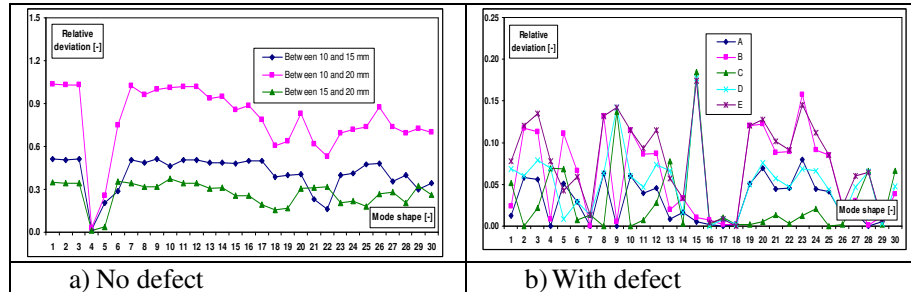 1.5
1.2
0.9
0.6
0.3
0.0
Relative
deviation [-]
Between 10 and 15 mm
Between 10 and 20 mm
Between 15 and 20 mm
Mode shape [-]
1 2 3 4 5 6 7 8 9 10 11 12 13 14 15 16 17 18 19 20 21 22 23 24 25 26 27 28 29 30
a) No defect
0.25
0.20
0.15
0.10
0.05
0.00
Relative
deviation [-]
A
B
C
D
E
Mode shape [-]
1 2 3 4 5 6 7 8 9 10 11 12 13 14 15 16 17 18 19 20 21 22 23 24 25 26 27 28 29 30
b) With defect